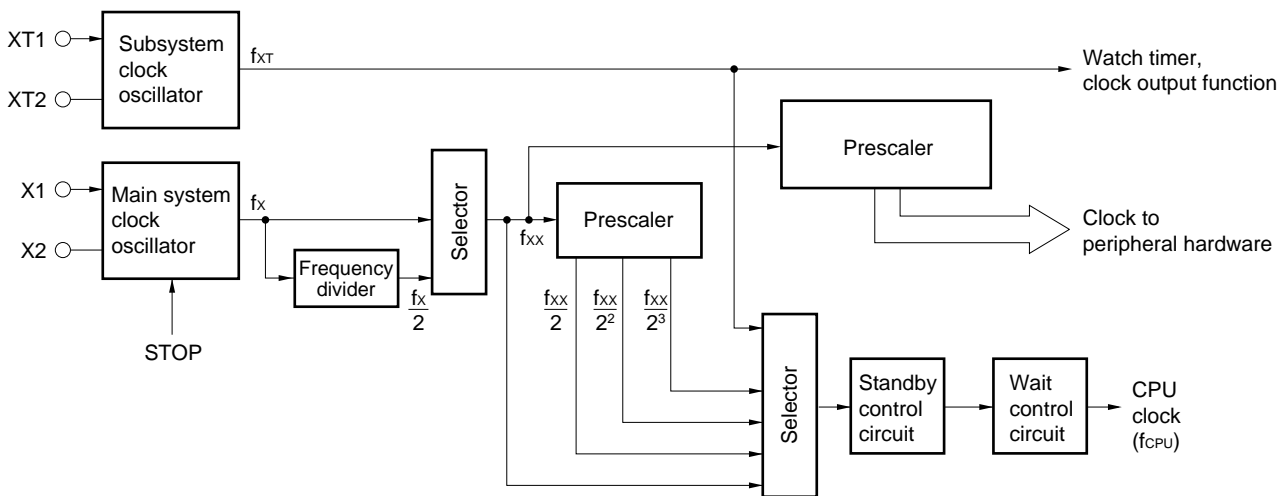 XT1
XT2
Subsystem
clock
oscillator
fXT
Watch timer,
clock output function
X1
X2
Main system
clock
oscillator
STOP
fX
Frequency
divider
fX
2
Selector
fXX
Prescaler
Prescaler
Clock to
peripheral hardware
fXX
2
fXX
2²
fXX
2³
Selector
Standby
control
circuit
Wait
control
circuit
CPU
clock
(fCPU)